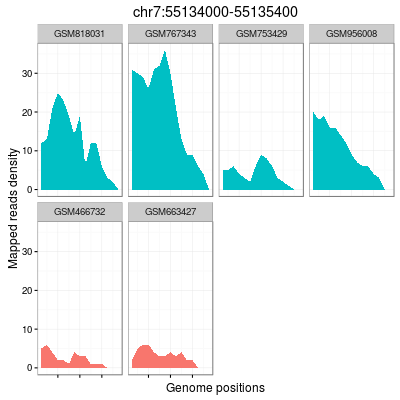 chr7:55134000-55135400
GSM818031 GSM767343 GSM753429 GSM956008
30
20
10
0
GSM466732 GSM663427
30
20
10
0
Mapped reads density
Genome positions